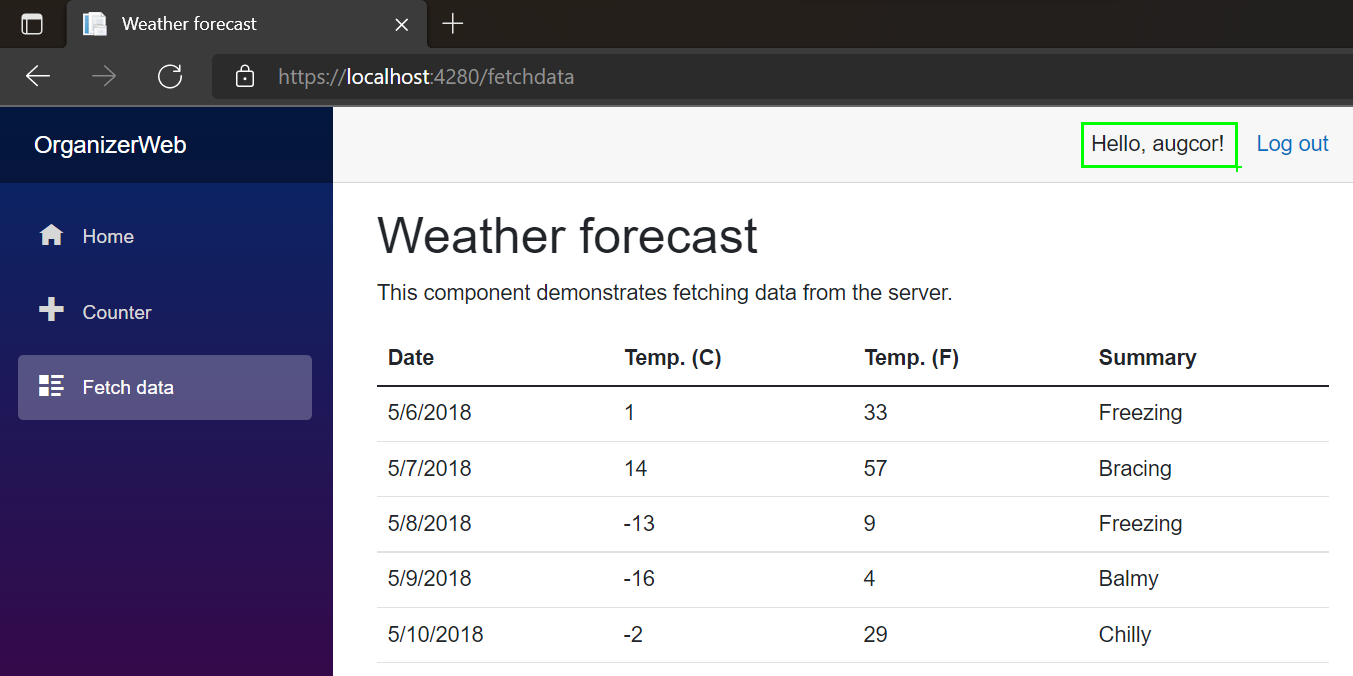 Weather forecast
https://localhost:4280/fetchdata
OrganizerWeb
Hello, augcor! Log out
Home
Counter
Fetch data
Weather forecast
This component demonstrates fetching data from the server.
Date Temp. (C) Temp. (F) Summary
5/6/2018 1 33 Freezing
5/7/2018 14 57 Bracing
5/8/2018 -13 9 Freezing
5/9/2018 -16 4 Balmy
5/10/2018 -2 29 Chilly